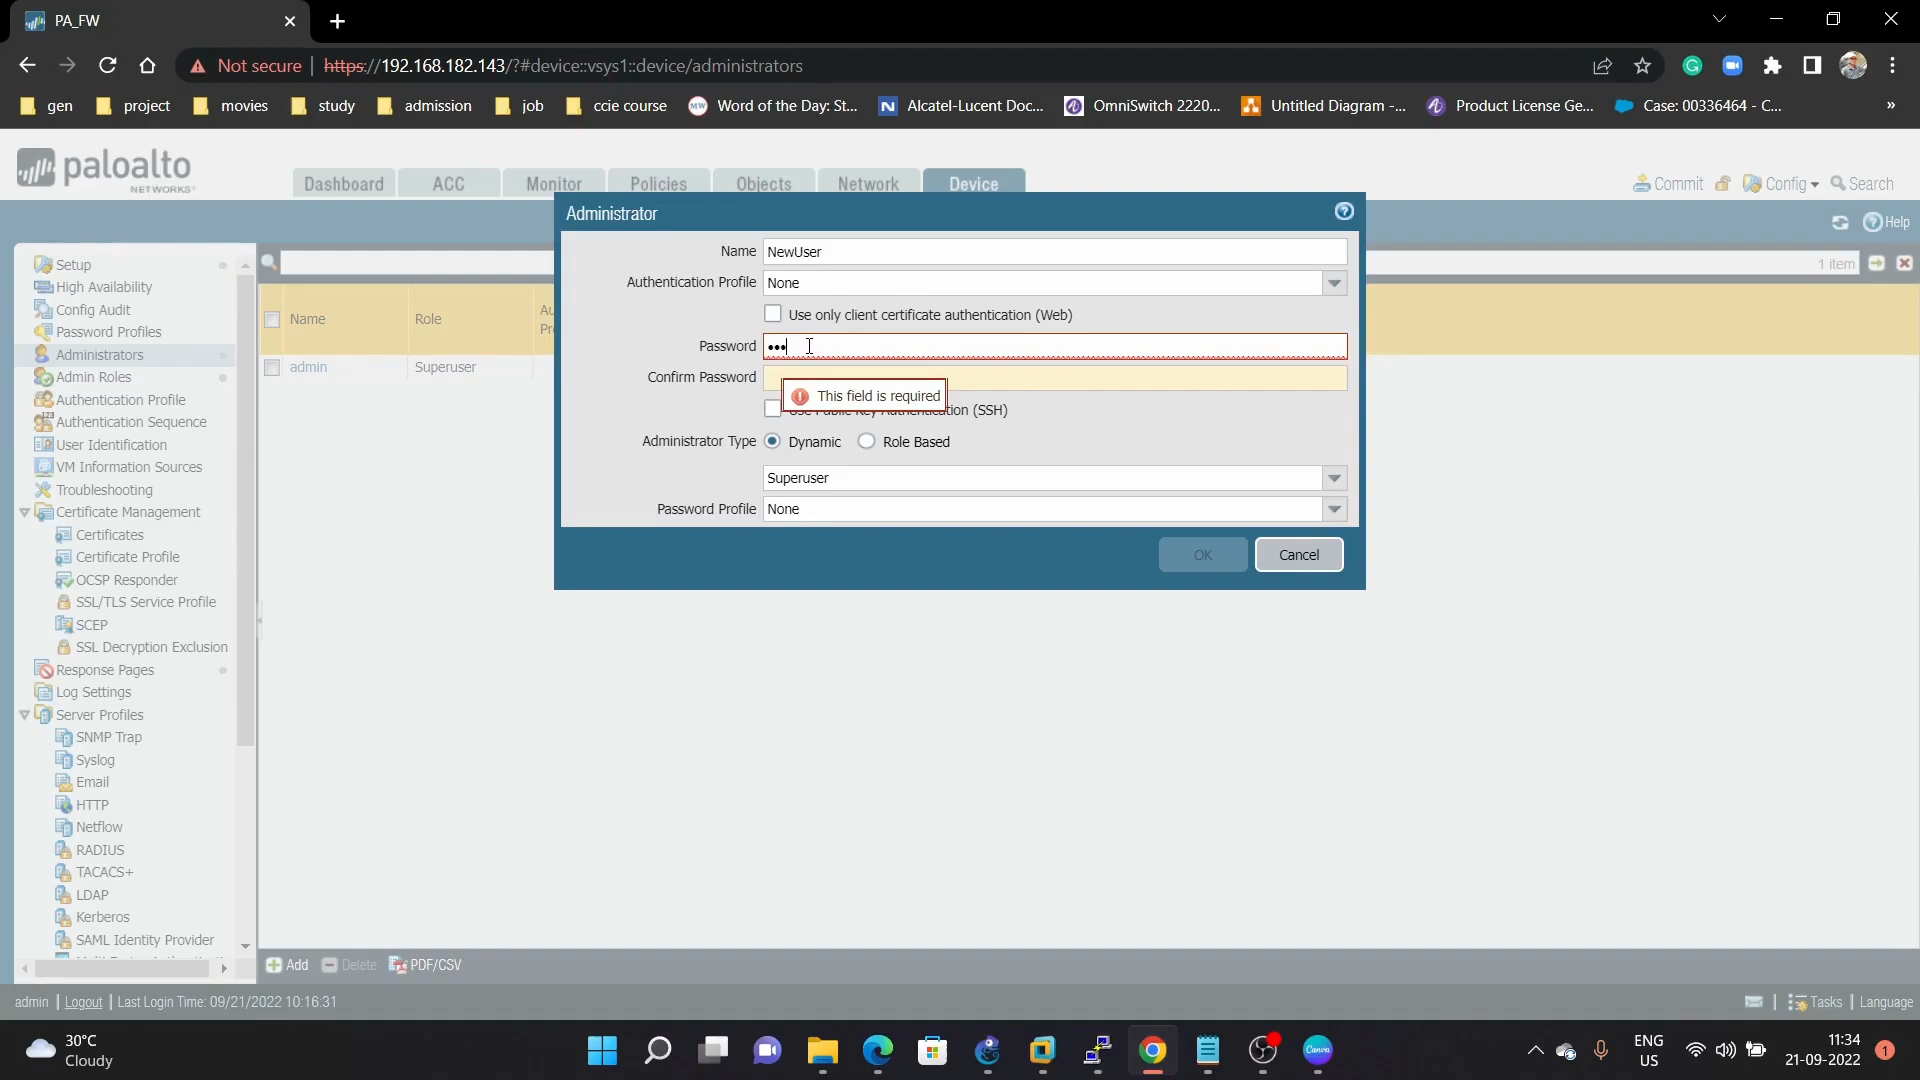 PA_FW
Not secure | https://192.168.182.143/?#device::vsys1::device/administrators
gen project movies study admission job ccie course Word of the Day: St... Alcatel-Lucent Doc... OmniSwitch 2220... Untitled Diagram -... Product License Ge... Case: 00336464 - C... »
paloalto
NETWORKS
Dashboard ACC Monitor Policies Objects Network Device
Commit Config Search
Help
Administrator
Name NewUser
Authentication Profile None
Use only client certificate authentication (Web)
Password •••
Confirm Password
This field is required
(SSH)
Administrator Type Dynamic Role Based
Superuser
Password Profile None
OK Cancel
1 item
Name Role
admin Superuser
Setup
High Availability
Config Audit
Password Profiles
Administrators
Admin Roles
Authentication Profile
Authentication Sequence
User Identification
VM Information Sources
Troubleshooting
Certificate Management
Certificates
Certificate Profile
OCSP Responder
SSL/TLS Service Profile
SCEP
SSL Decryption Exclusion
Response Pages
Log Settings
Server Profiles
SNMP Trap
Syslog
Email
HTTP
Netflow
RADIUS
TACACS+
LDAP
Kerberos
SAML Identity Provider
Add Delete PDF/CSV
admin | Logout | Last Login Time: 09/21/2022 10:16:31
Tasks | Language
30°C
Cloudy
Canva
ENG
US
11:34
21-09-2022
1